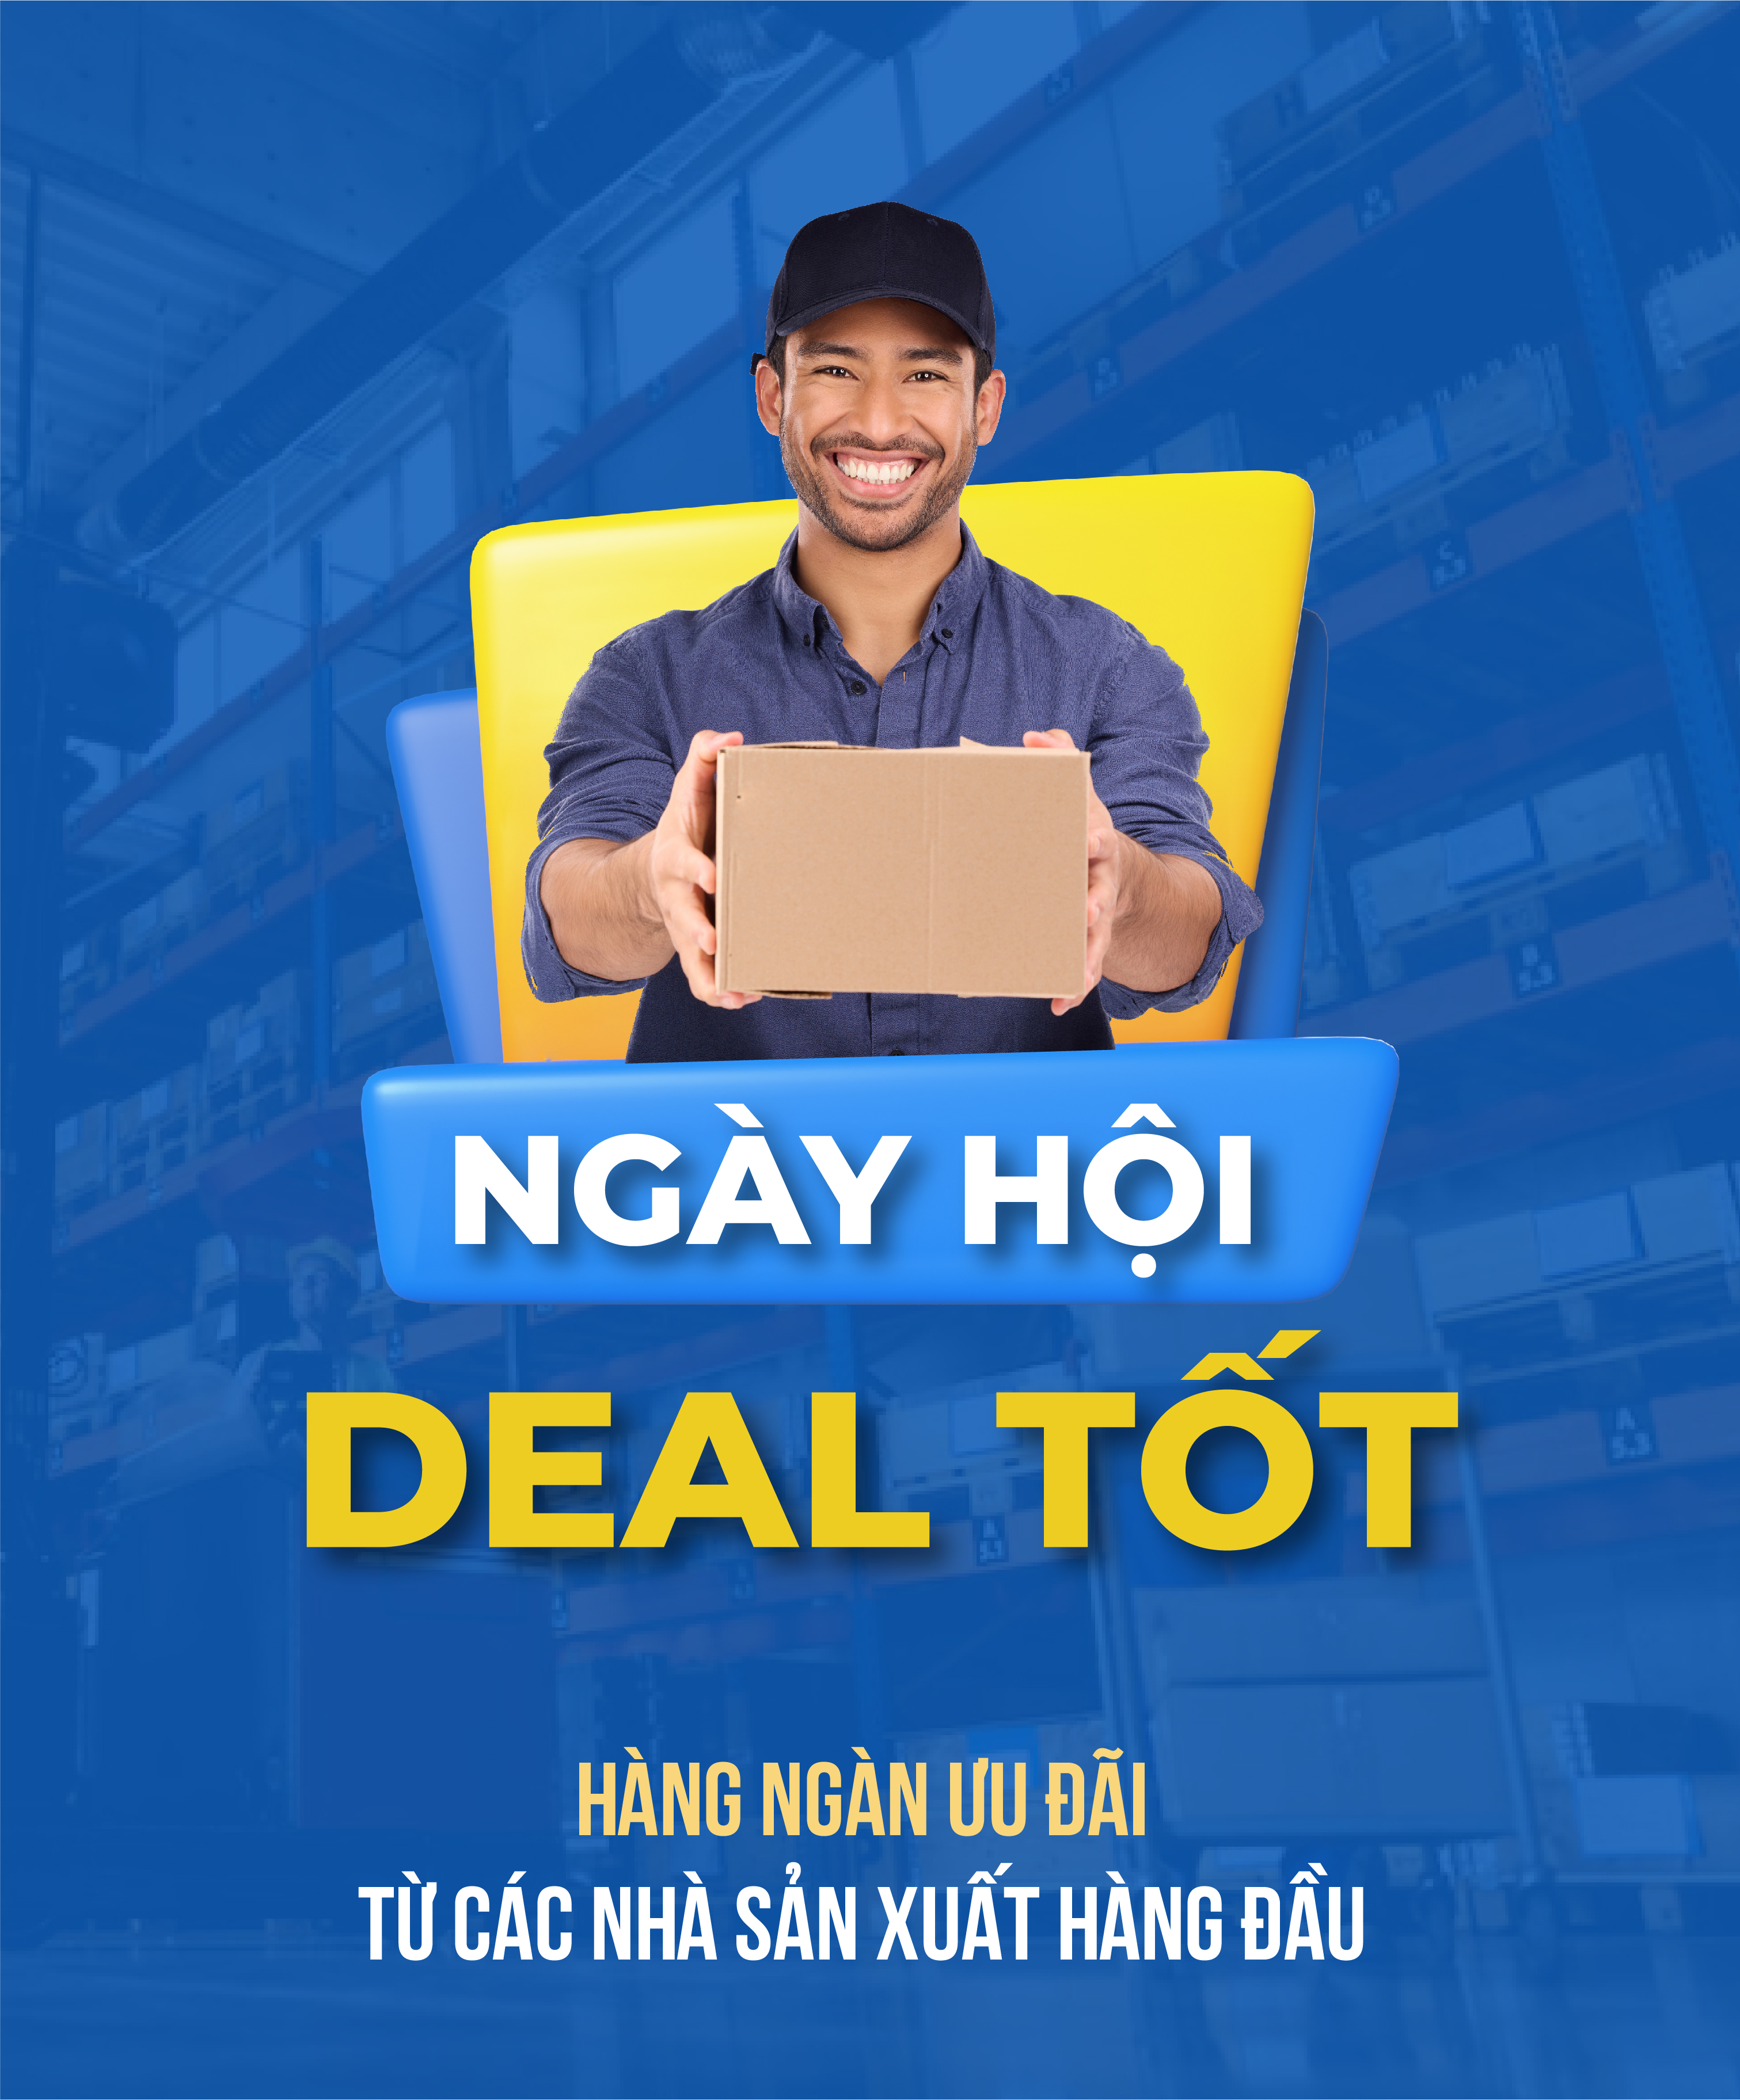 NGÀY HỘI
DEAL TỐT
HÀNG NGÀN ƯU ĐÃI
TỪ CÁC NHÀ SẢN XUẤT HÀNG ĐẦU